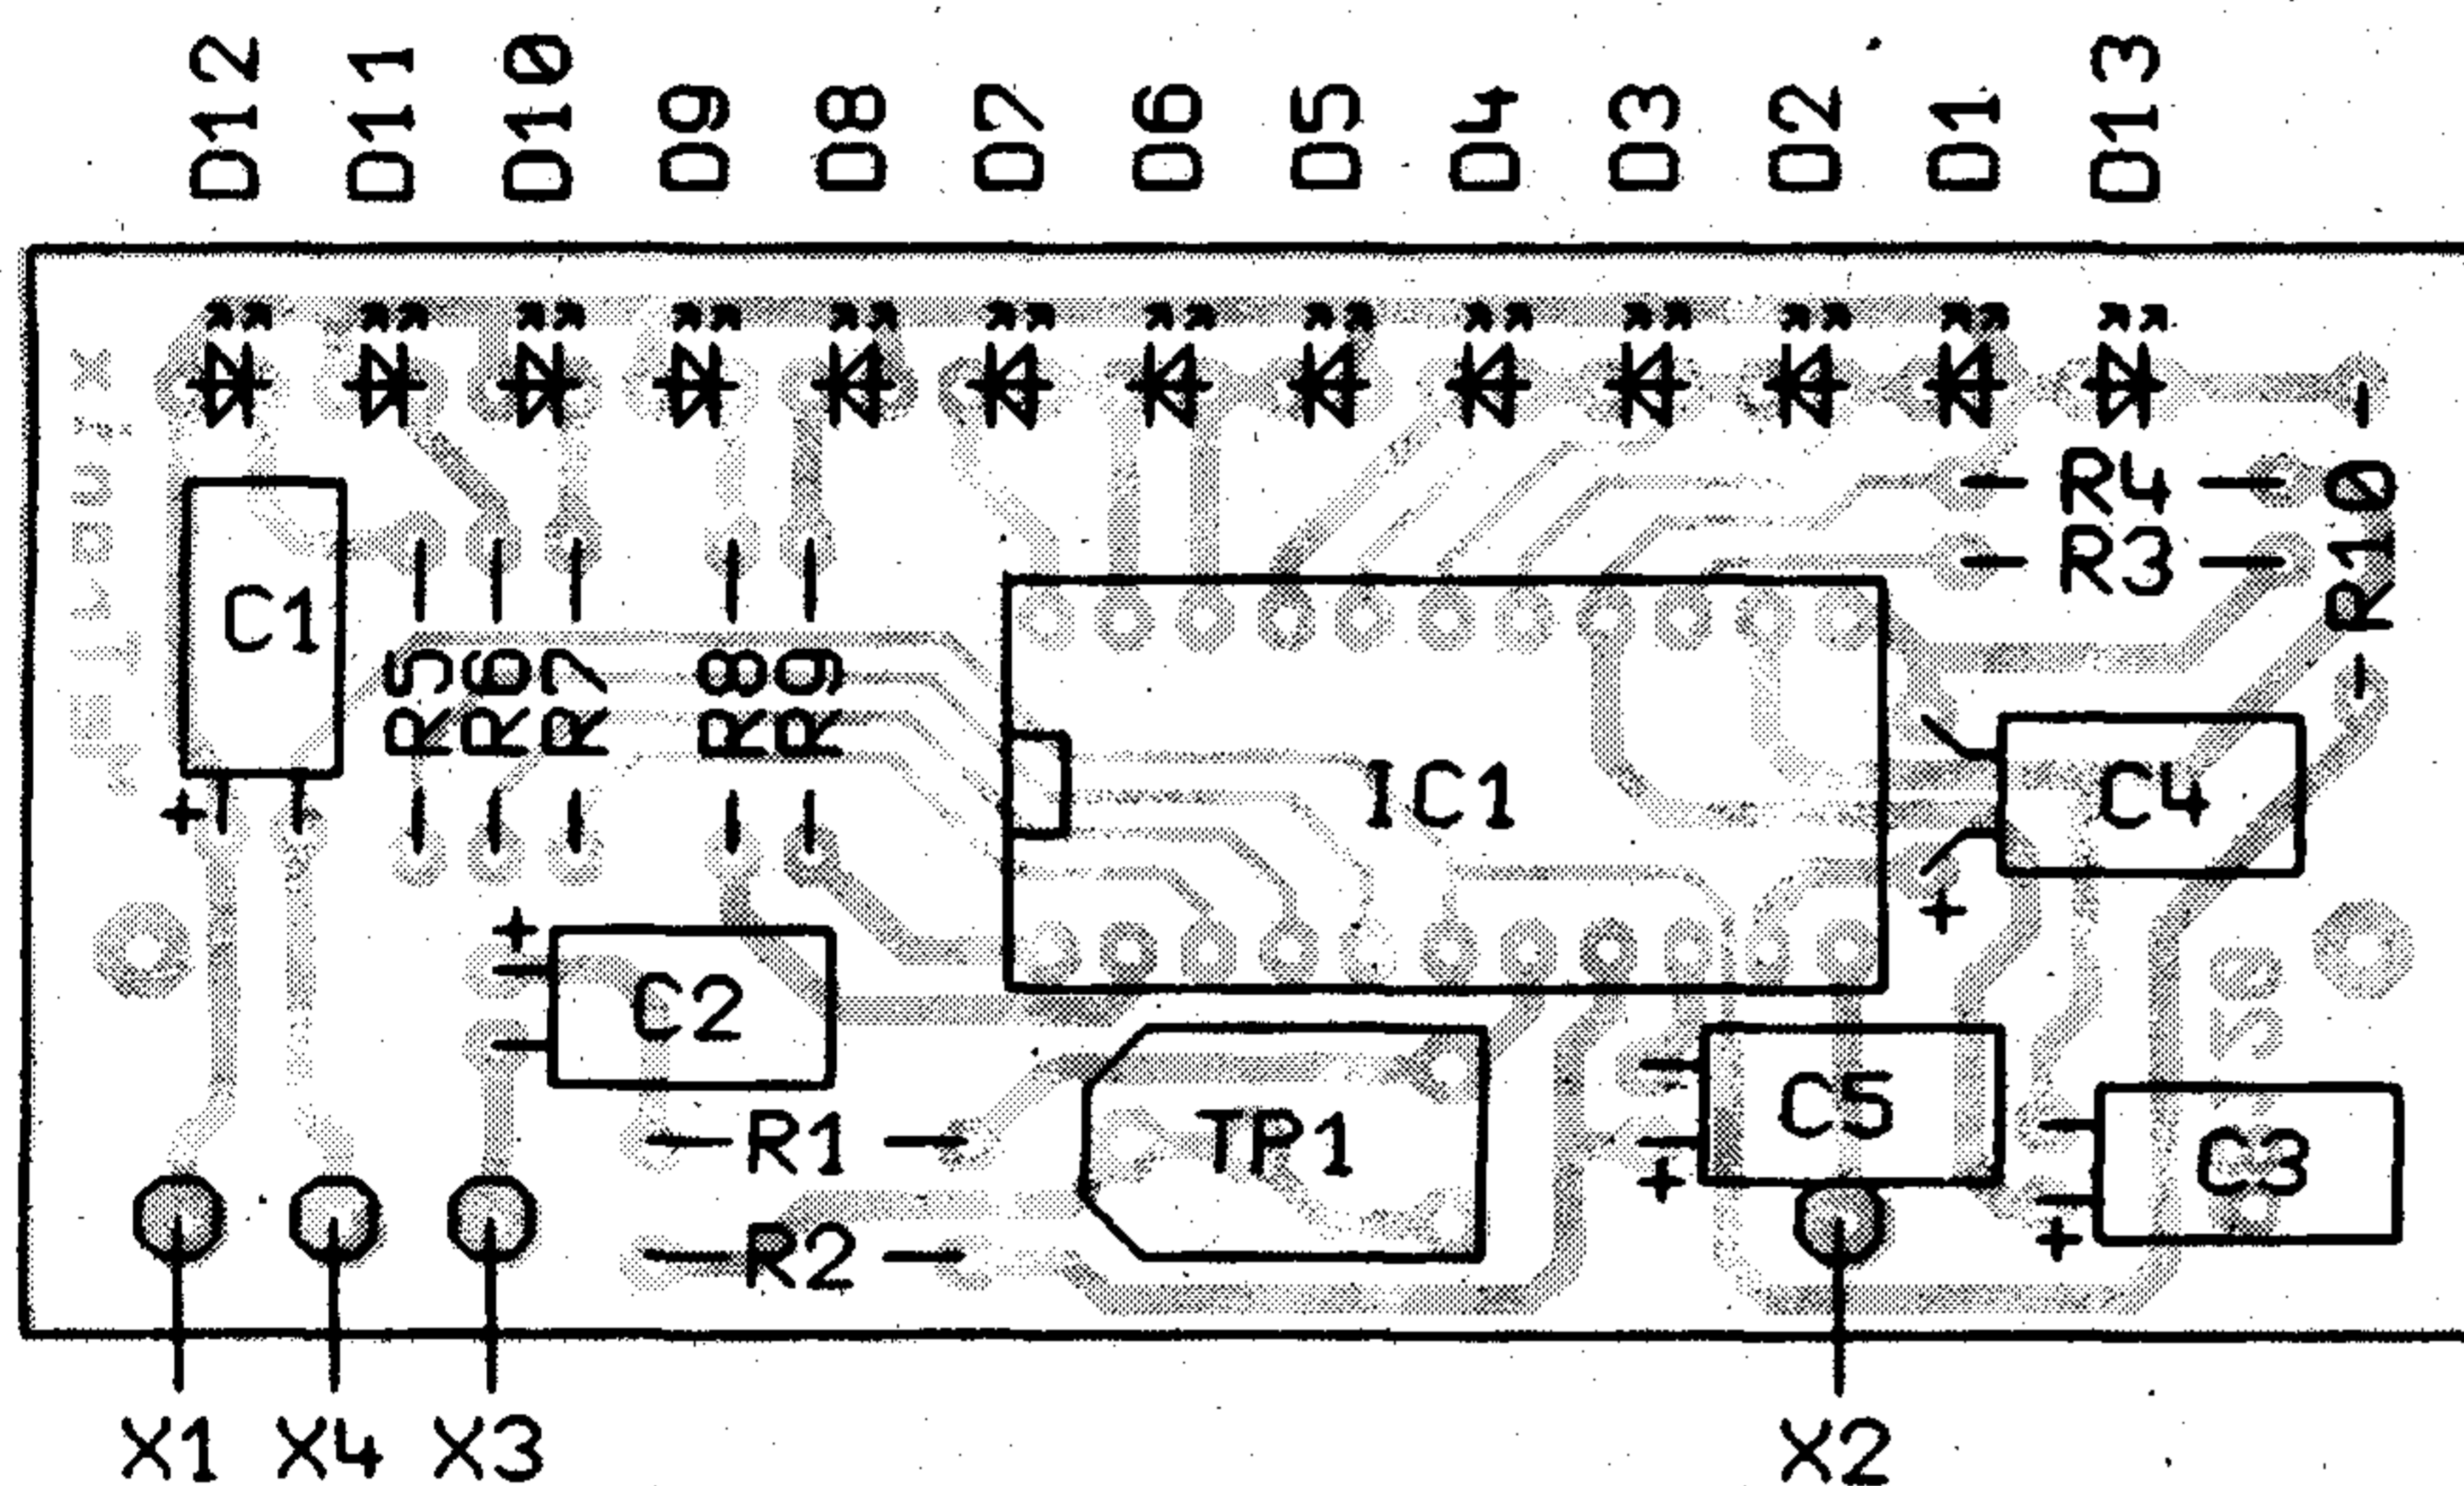 D12 D11 D10 D9 D8 D7 D6 D5 D4 D3 D2 D1 D13
R4
R3
R10
C1
R5 R6 R7 R8 R9
IC1
C4
+
+
+
C2
C5
R1
TP1
C3
+
+
R2
X1 X4 X3 X2